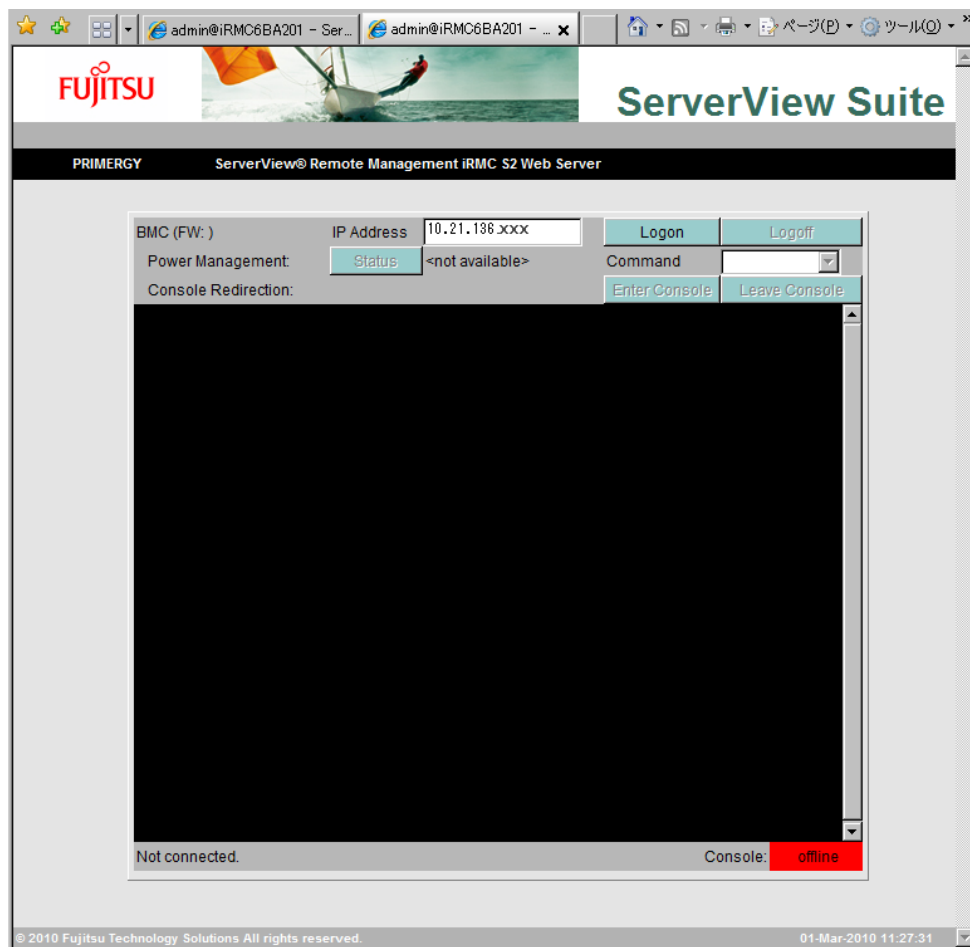 admin@iRMC6BA201 - Ser... admin@iRMC6BA201 - ... ページ(P) ツール(O)
FUJITSU
ServerView Suite
PRIMERGY ServerView® Remote Management iRMC S2 Web Server
BMC (FW: ) IP Address 10.21.136.xxx Logon Logoff
Power Management: Status <not available> Command
Console Redirection: Enter Console Leave Console
Not connected. Console: offline
© 2010 Fujitsu Technology Solutions All rights reserved. 01-Mar-2010 11:27:31